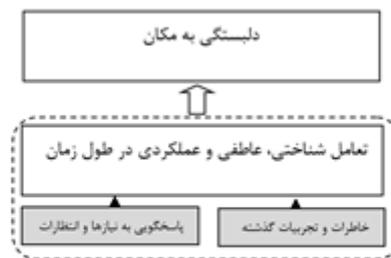 دلبستگی به مکان
تعامل شناختی، عاطفی و عملکردی در طول زمان
خاطرات و تجربیات گذشته
پاسخگویی به نیازها و انتظارات